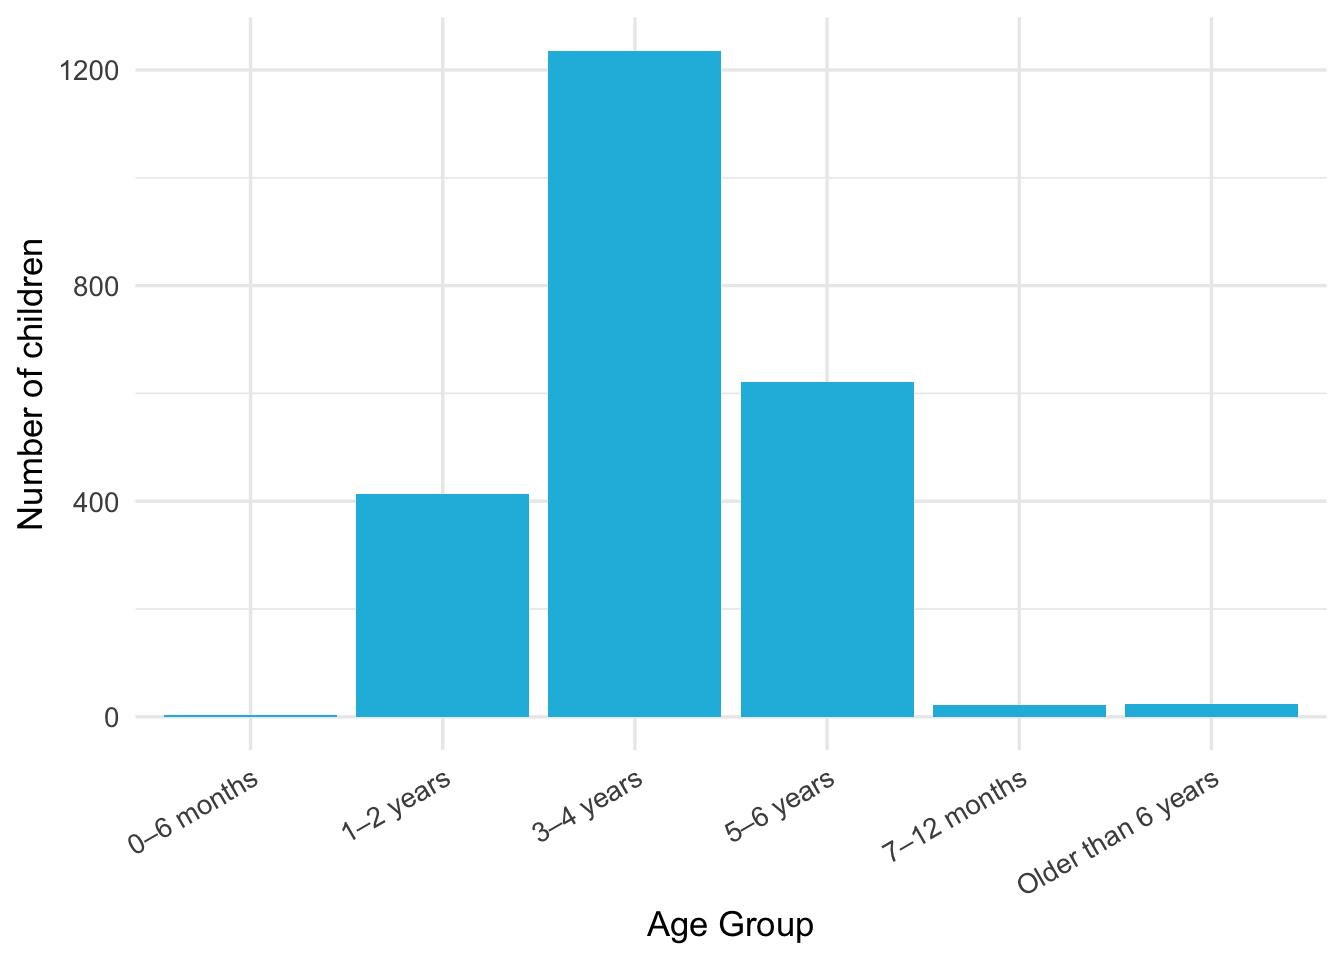 Number of children
1200
800
400
0
0–6 months
1–2 years
3–4 years
5–6 years
7–12 months
Older than 6 years
Age Group